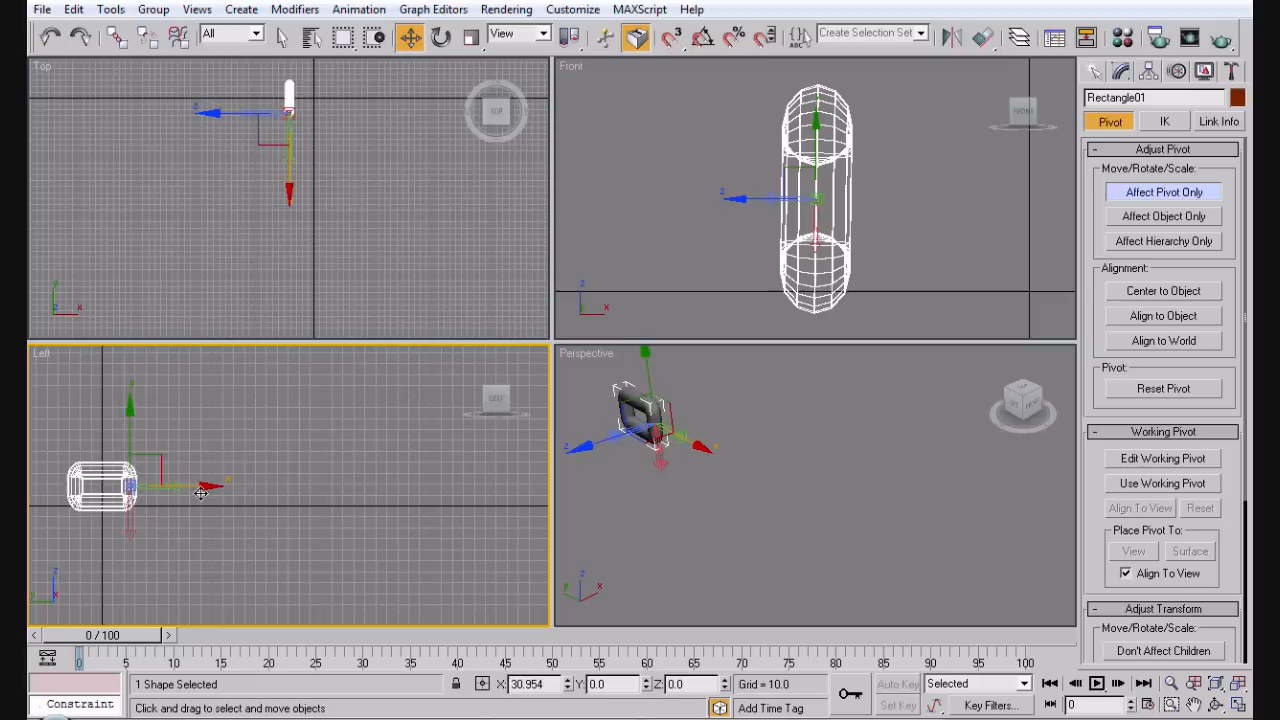 File Edit Tools Group Views Create Modifiers Animation Graph Editors Rendering Customize MAXScript Help
All View 3 % ABC Create Selection Set
Top Front
TOP FRONT
Rectangle01
Pivot IK Link Info
- Adjust Pivot
Move/Rotate/Scale:
Affect Pivot Only
Affect Object Only
Affect Hierarchy Only
Alignment:
Center to Object
Align to Object
Align to World
Pivot:
Reset Pivot
- Working Pivot
Edit Working Pivot
Use Working Pivot
Align To View Reset
Place Pivot To:
View Surface
Align To View
- Adjust Transform
Move/Rotate/Scale:
Don't Affect Children
Left Perspective
LEFT
< 0 / 100 >
0 5 10 15 20 25 30 35 40 45 50 55 60 65 70 75 80 85 90 95 100
1 Shape Selected X: 30.954 Y: 0.0 Z: 0.0 Grid = 10.0 Auto Key Selected
Constraint Click and drag to select and move objects Add Time Tag Set Key Key Filters... 0